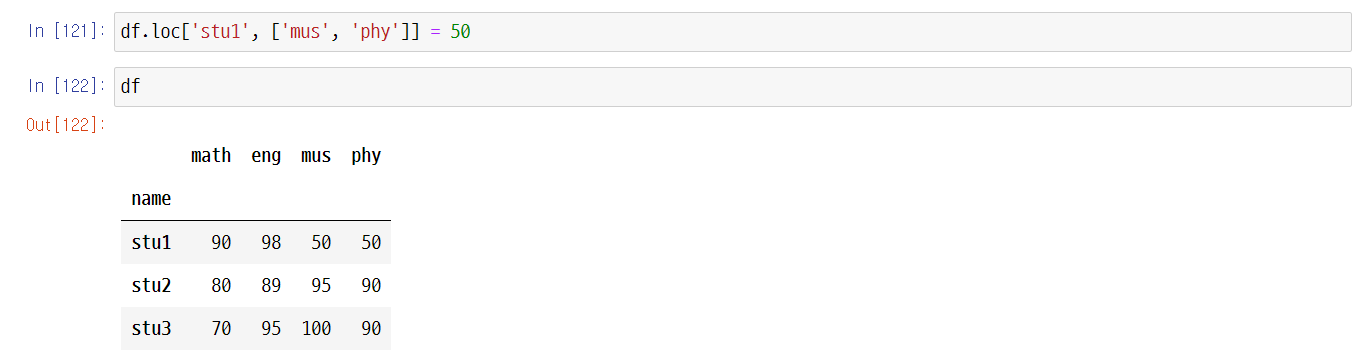 In [121]: df.loc['stu1', ['mus', 'phy']] = 50
In [122]: df
Out[122]:
math eng mus phy
name
stu1 90 98 50 50
stu2 80 89 95 90
stu3 70 95 100 90